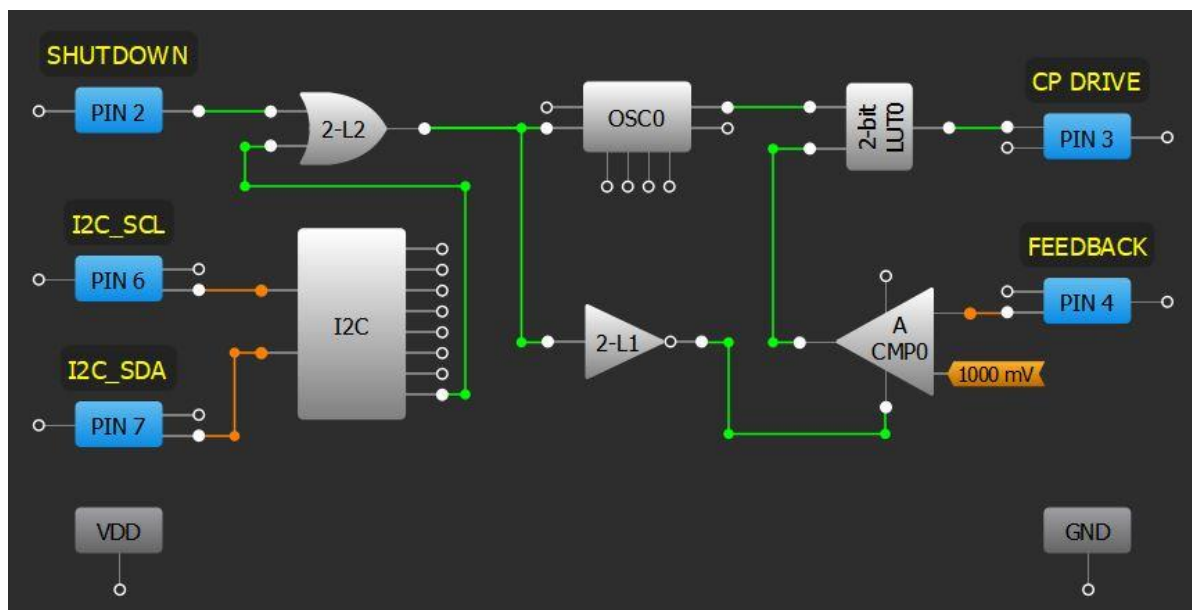 SHUTDOWN
PIN 2
2-L2
OSC0
2-bit
LUT0
CP DRIVE
PIN 3
I2C_SCL
PIN 6
I2C
I2C_SDA
PIN 7
2-L1
A
CMP0
1000 mV
FEEDBACK
PIN 4
VDD
GND